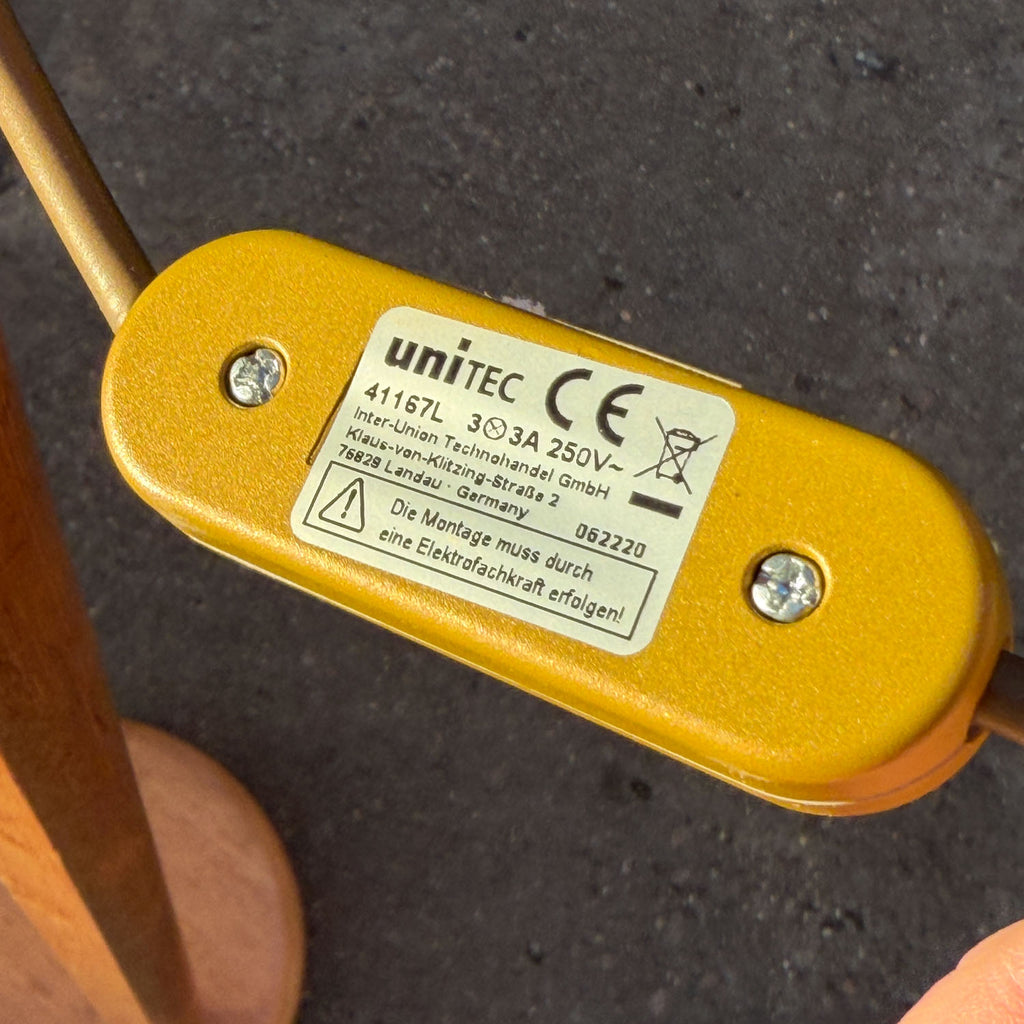 uniTEC CE
41167L 3⊗3A 250V~
Inter-Union Technohandel GmbH
Klaus-von-Klitzing-Straße 2
76829 Landau · Germany
062220
Die Montage muss durch
eine Elektrofachkraft erfolgen!